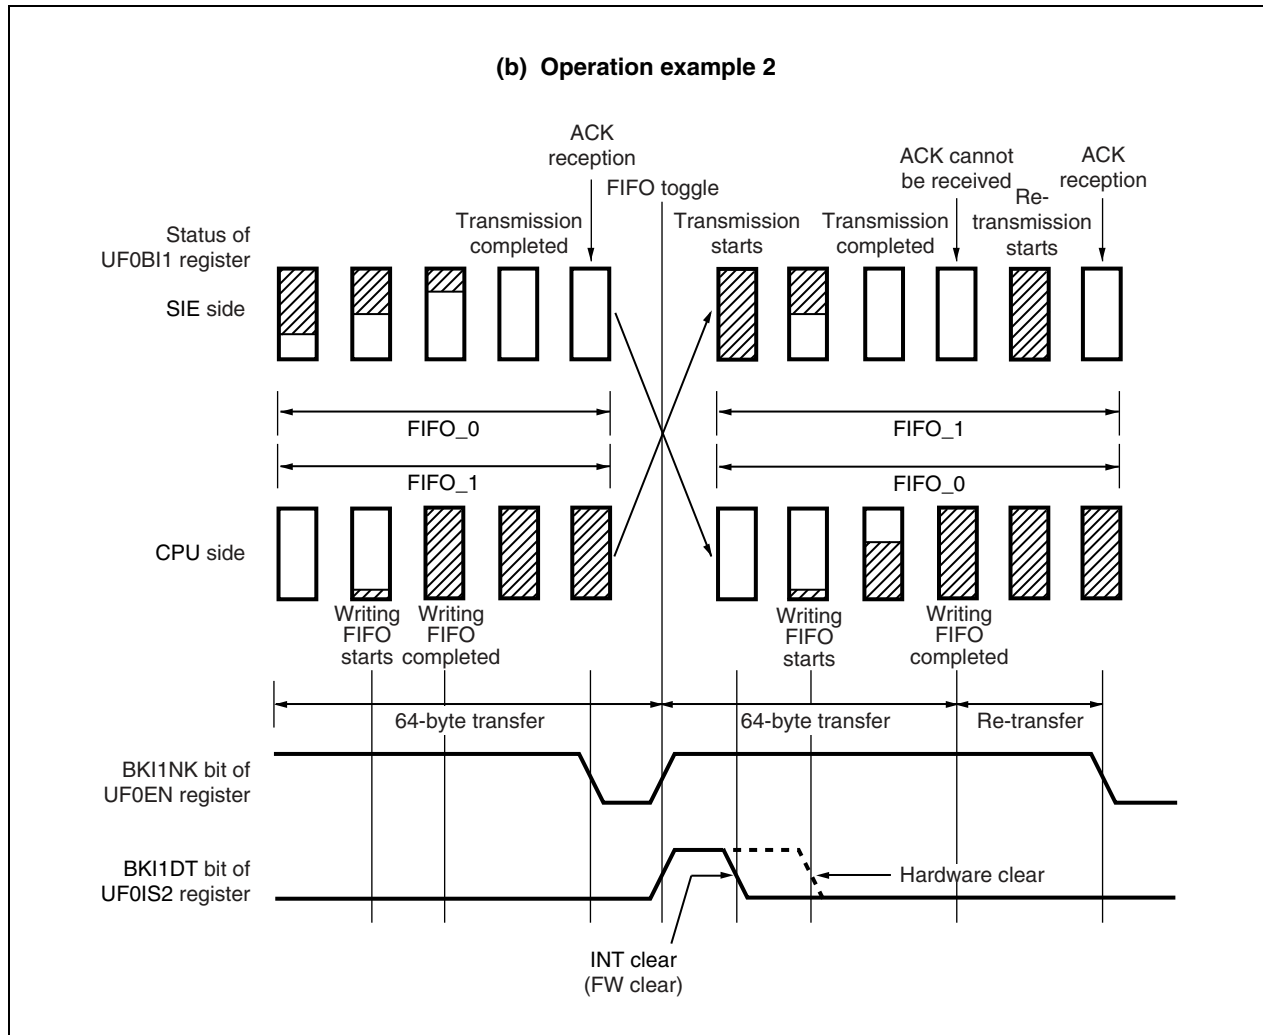 (b) Operation example 2
ACK
reception
FIFO toggle
ACK cannot
be received
ACK
reception
Status of
UF0BI1 register
Transmission
completed
Transmission
starts
Transmission
completed
Re-
transmission
starts
SIE side
FIFO_0
FIFO_1
FIFO_1
FIFO_0
CPU side
Writing
FIFO
starts
Writing
FIFO
completed
Writing
FIFO
starts
Writing
FIFO
completed
64-byte transfer
64-byte transfer
Re-transfer
BKI1NK bit of
UF0EN register
BKI1DT bit of
UF0IS2 register
Hardware clear
INT clear
(FW clear)